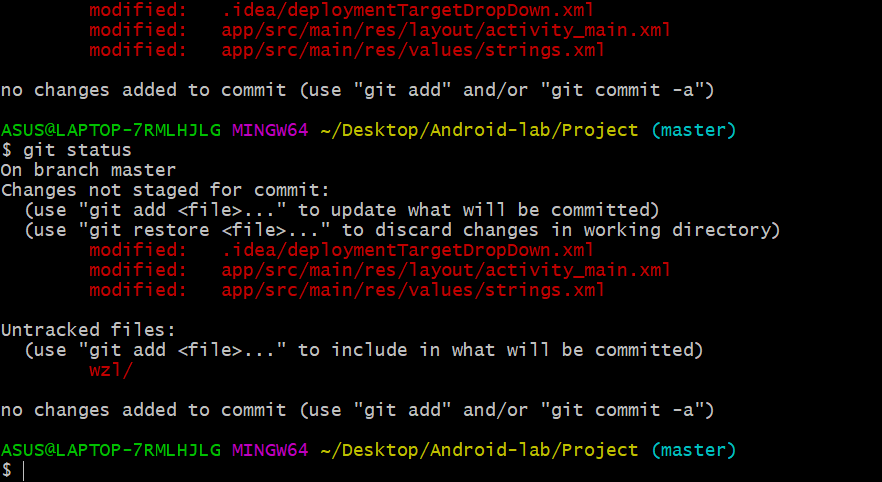 modified:   .idea/deploymentTargetDropDown.xml
modified:   app/src/main/res/layout/activity_main.xml
modified:   app/src/main/res/values/strings.xml
no changes added to commit (use "git add" and/or "git commit -a")
ASUS@LAPTOP-7RMLHJLG MINGW64 ~/Desktop/Android-lab/Project (master)
$ git status
On branch master
Changes not staged for commit:
  (use "git add <file>..." to update what will be committed)
  (use "git restore <file>..." to discard changes in working directory)
modified:   .idea/deploymentTargetDropDown.xml
modified:   app/src/main/res/layout/activity_main.xml
modified:   app/src/main/res/values/strings.xml
Untracked files:
  (use "git add <file>..." to include in what will be committed)
wzl/
no changes added to commit (use "git add" and/or "git commit -a")
ASUS@LAPTOP-7RMLHJLG MINGW64 ~/Desktop/Android-lab/Project (master)
$